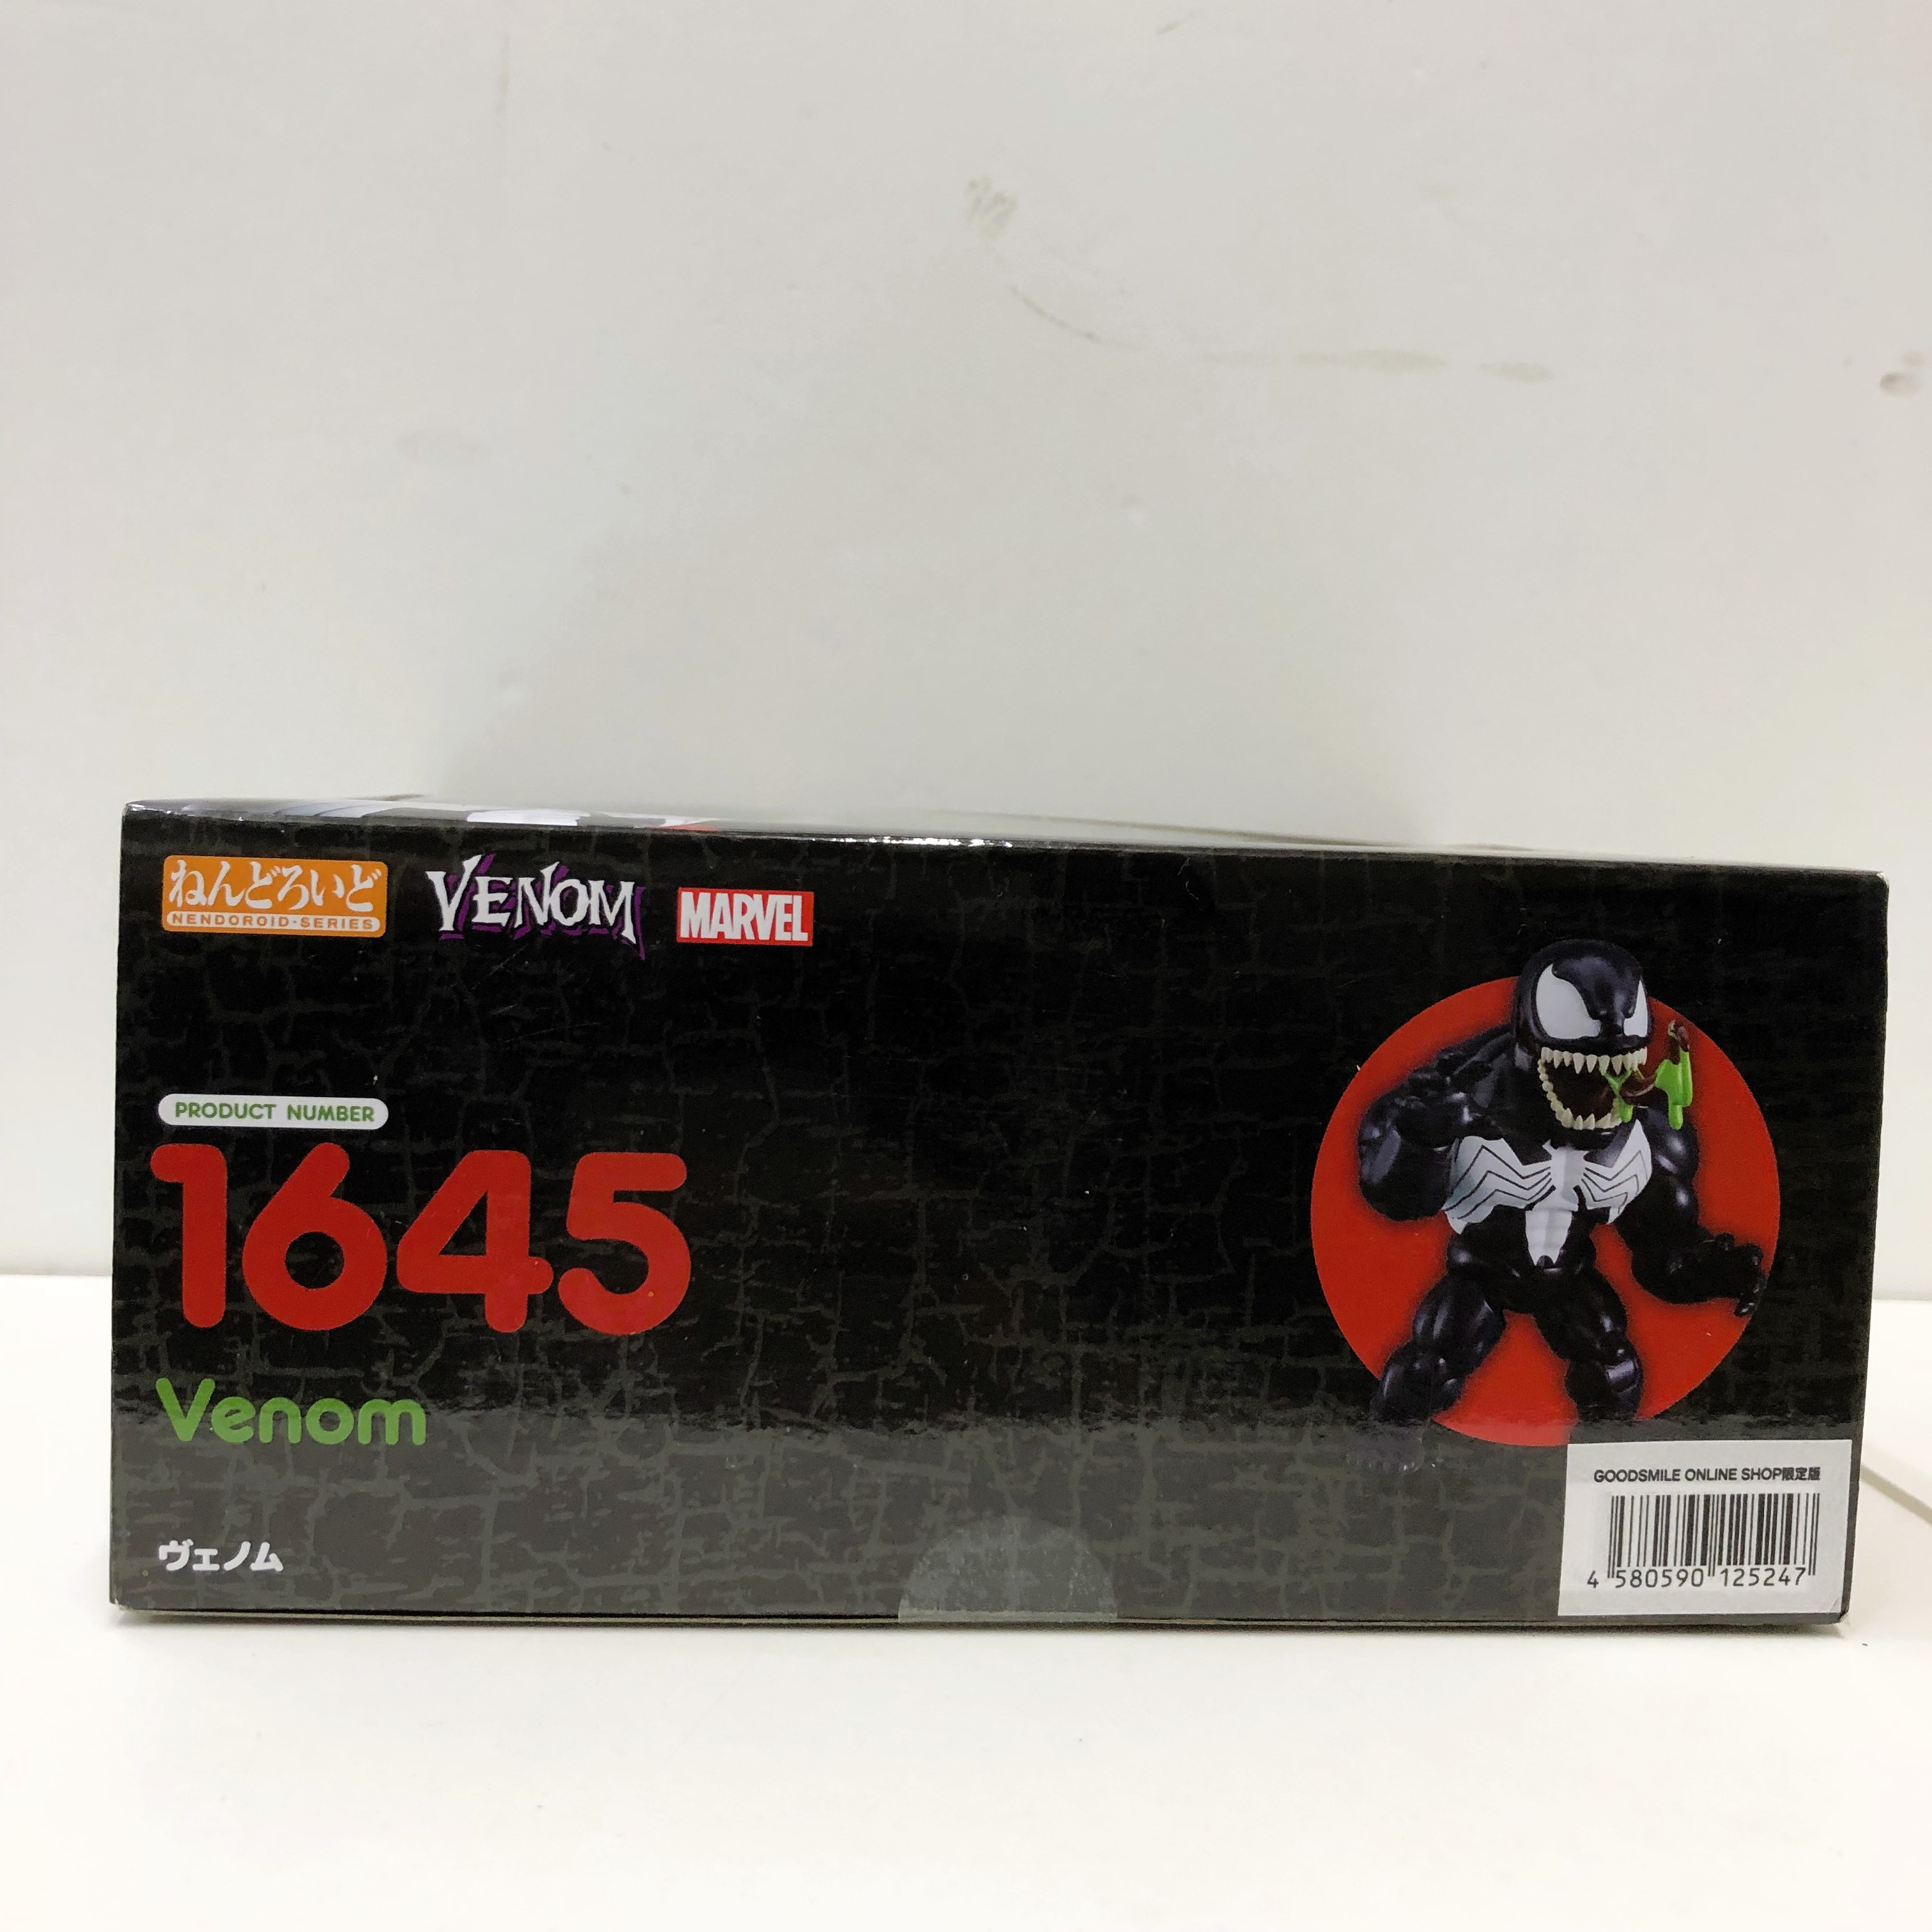 ねんどろいど
NENDOROID・SERIES
VENOM
MARVEL
PRODUCT NUMBER
1645
Venom
ヴェノム
GOODSMILE ONLINE SHOP限定版
4 580590 125247